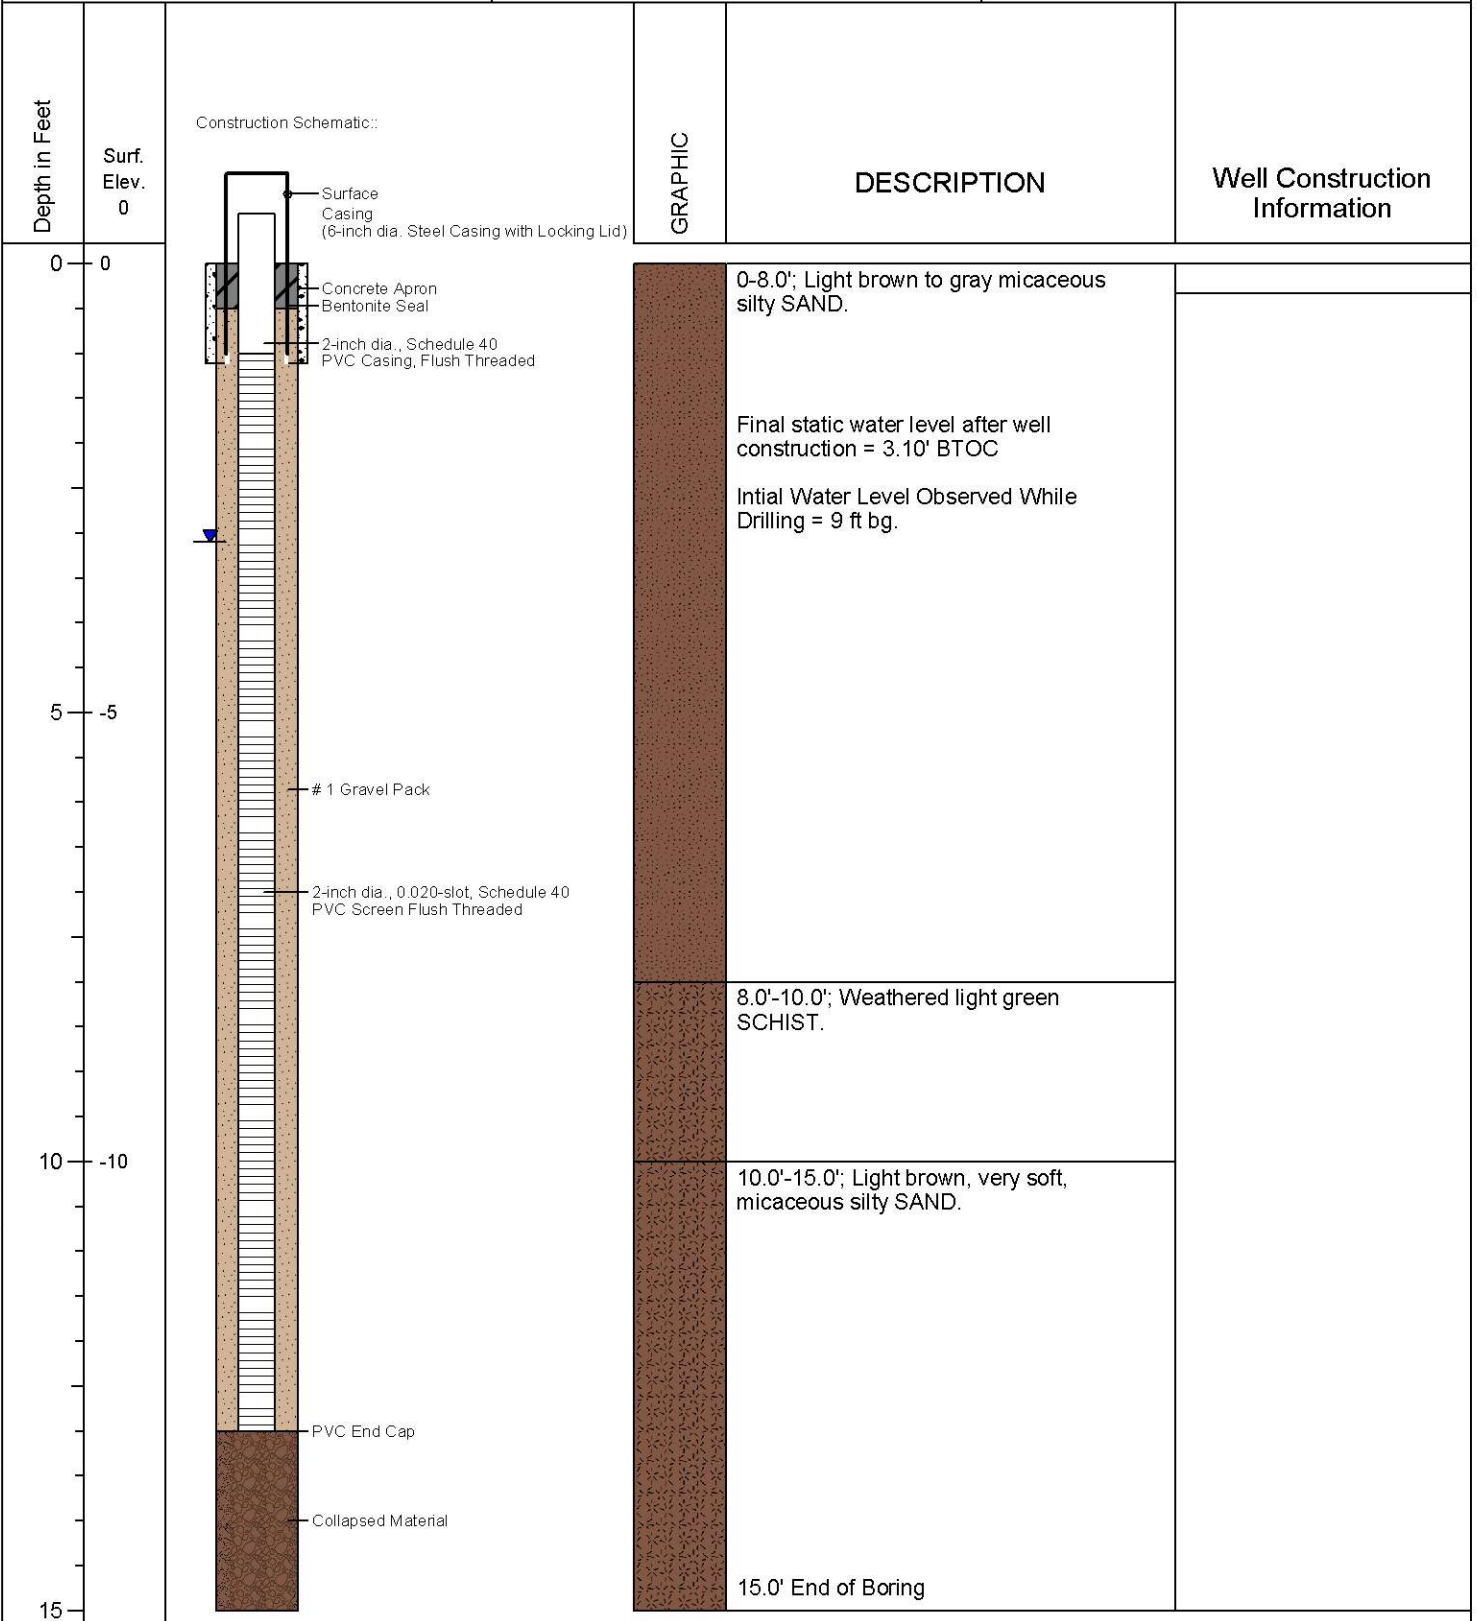 Depth in Feet
Surf.
Elev.
0
Construction Schematic::
GRAPHIC
DESCRIPTION
Well Construction
Information
Surface
Casing
(6-inch dia. Steel Casing with Locking Lid)
0
0
Concrete Apron
Bentonite Seal
2-inch dia., Schedule 40
PVC Casing, Flush Threaded
0-8.0'; Light brown to gray micaceous
silty SAND.
Final static water level after well
construction = 3.10' BTOC
Intial Water Level Observed While
Drilling = 9 ft bg.
5
-5
# 1 Gravel Pack
2-inch dia., 0.020-slot, Schedule 40
PVC Screen Flush Threaded
8.0'-10.0'; Weathered light green
SCHIST.
10
-10
10.0'-15.0'; Light brown, very soft,
micaceous silty SAND.
PVC End Cap
Collapsed Material
15.0' End of Boring
15